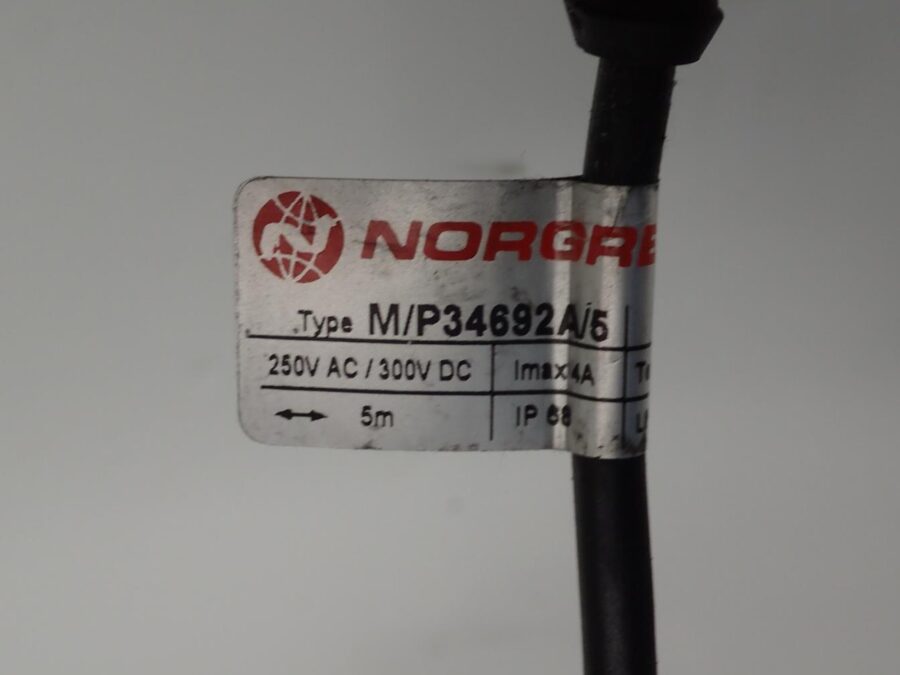 NORGRE
Type M/P34692A/5
250V AC / 300V DC Imax 4A
5m IP 68